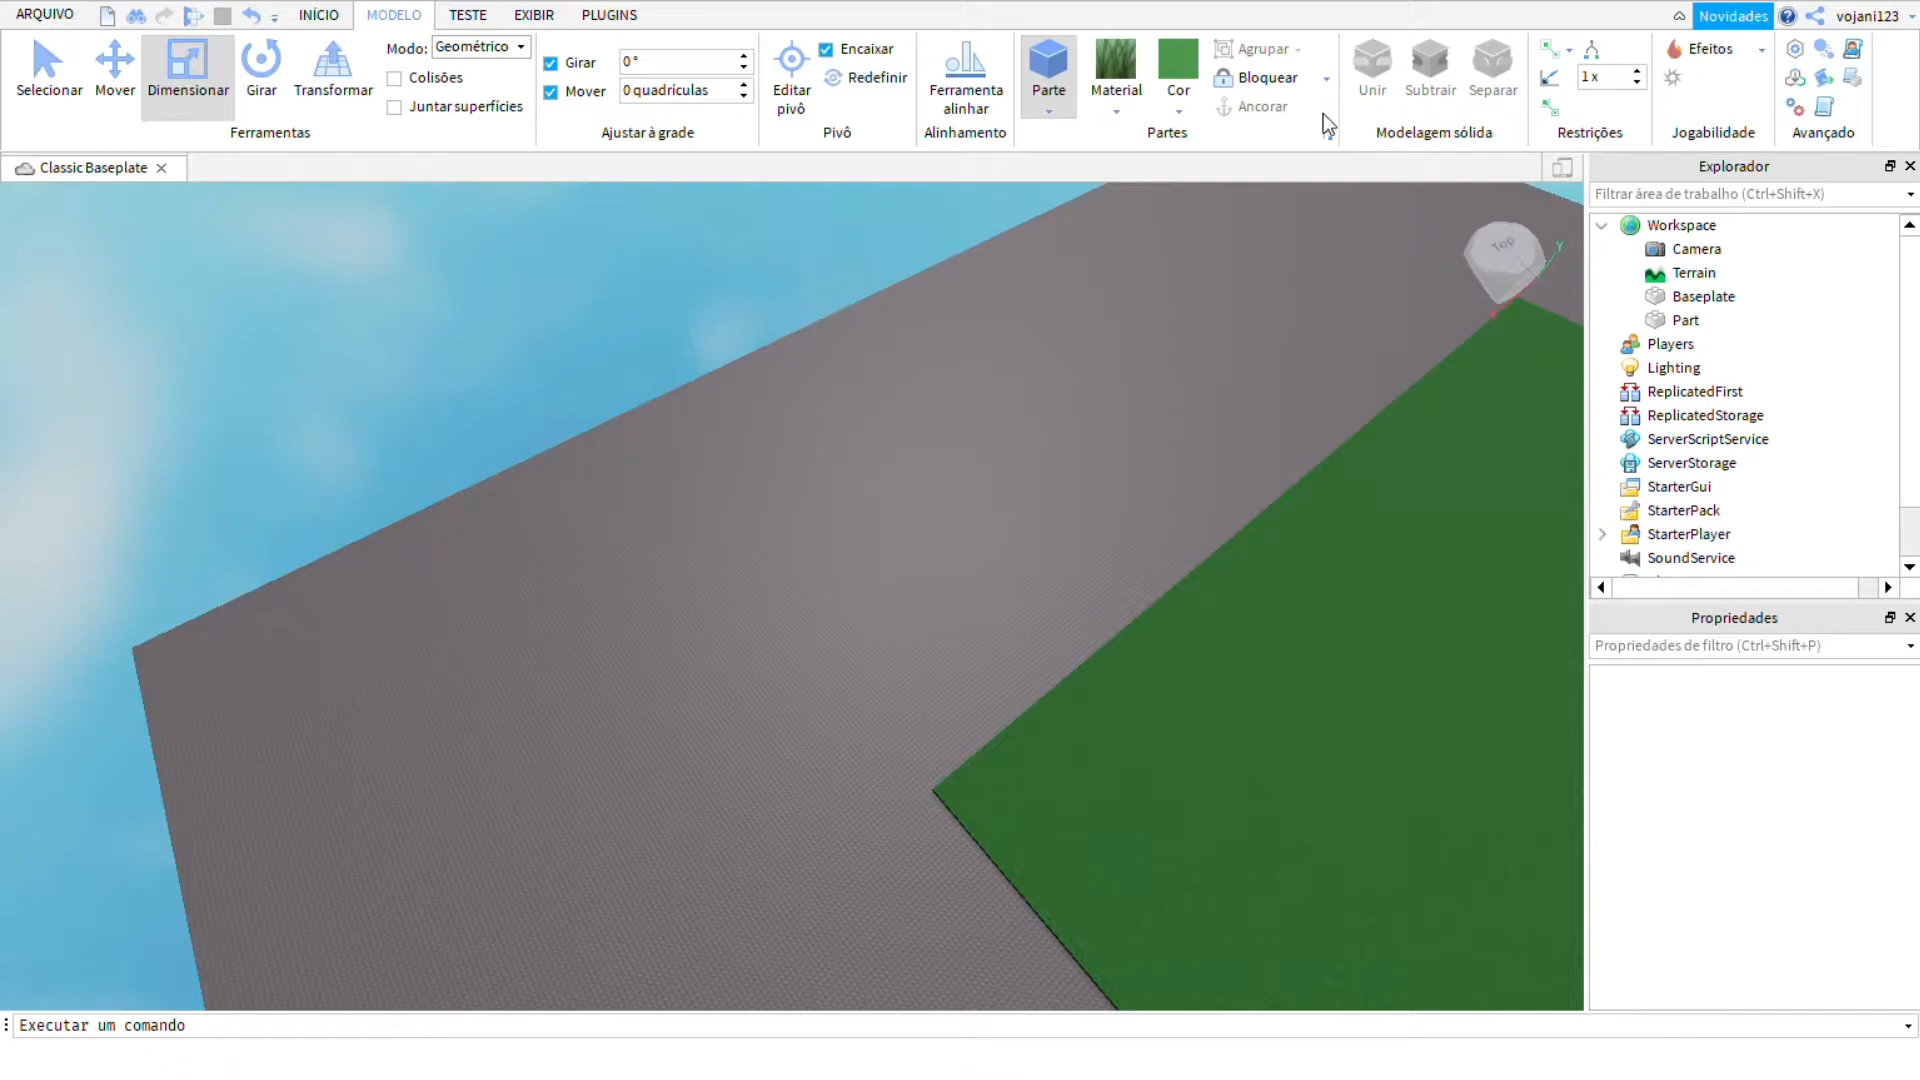 ARQUIVO INÍCIO MODELO TESTE EXIBIR PLUGINS Novidades vojani123
Selecionar Mover Dimensionar Girar Transformar
Modo: Geométrico
Colisões
Juntar superfícies
Ferramentas
Girar 0°
Mover 0 quadrículas
Ajustar à grade
Editar pivô
Encaixar
Redefinir
Pivô
Ferramenta alinhar
Alinhamento
Parte Material Cor
Agrupar
Bloquear
Ancorar
Partes
Unir Subtrair Separar
Modelagem sólida
1 x
Restrições
Efeitos
Jogabilidade
Avançado
Classic Baseplate
Top
Y
Explorador
Filtrar área de trabalho (Ctrl+Shift+X)
Workspace
Camera
Terrain
Baseplate
Part
Players
Lighting
ReplicatedFirst
ReplicatedStorage
ServerScriptService
ServerStorage
StarterGui
StarterPack
StarterPlayer
SoundService
Propriedades
Propriedades de filtro (Ctrl+Shift+P)
Executar um comando